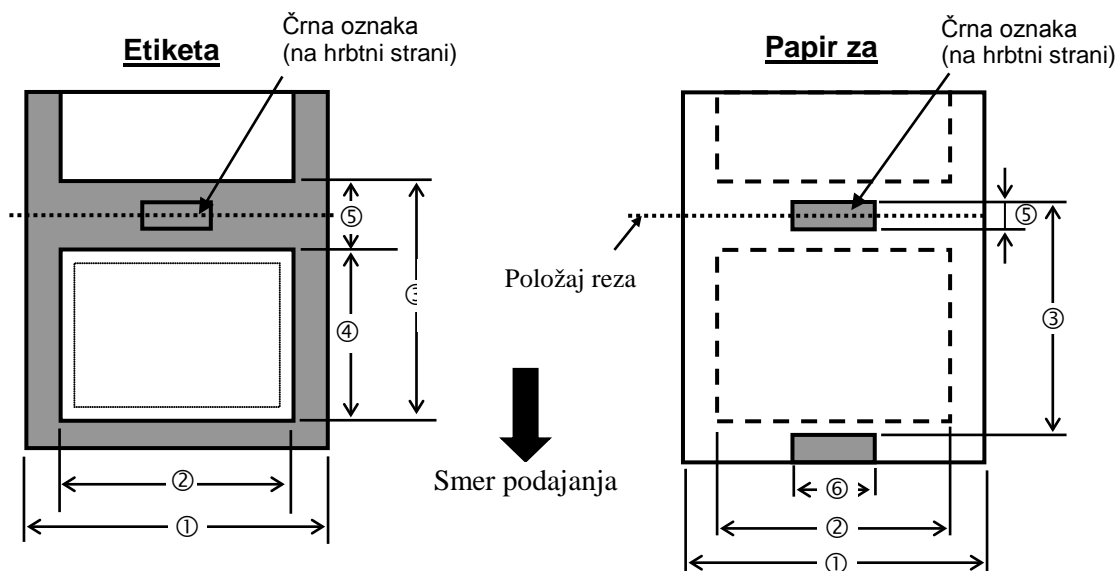 Etiketa
Črna oznaka
(na hrbtni strani)
⑤
③
④
②
①
Položaj reza
Smer podajanja
Papir za
Črna oznaka
(na hrbtni strani)
⑤
③
⑥
②
①